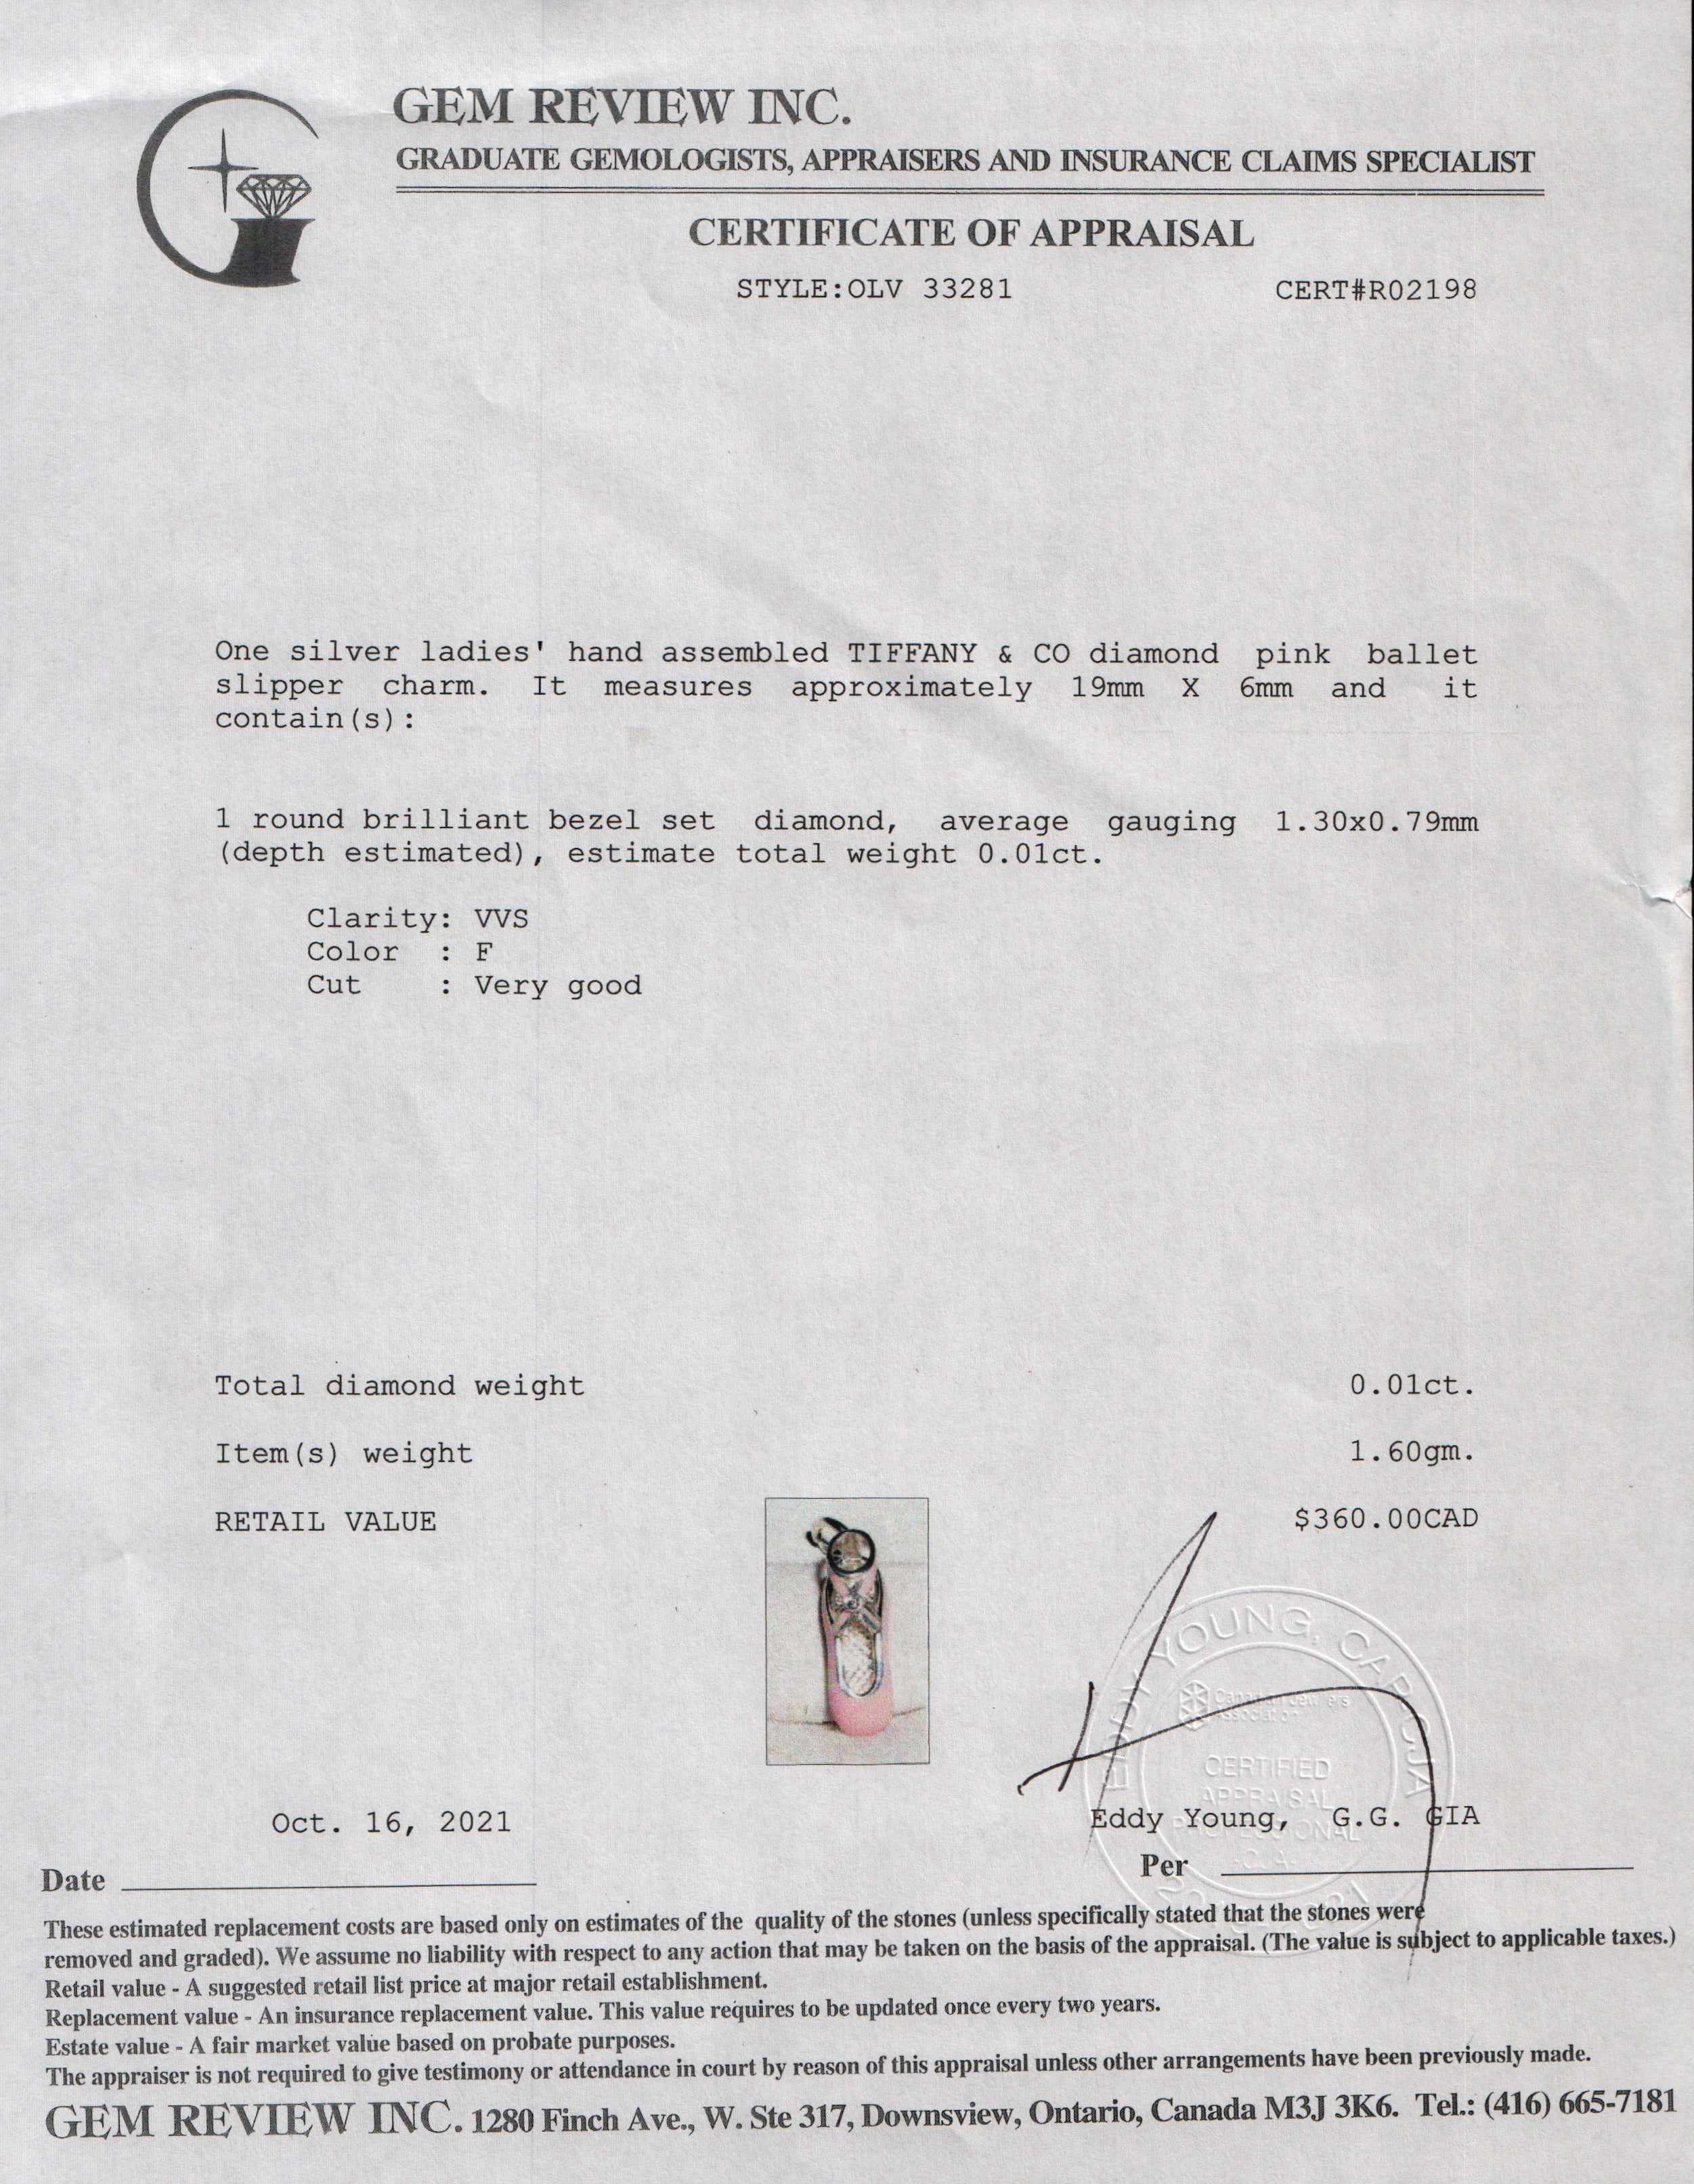 GEM REVIEW INC.
GRADUATE GEMOLOGISTS, APPRAISERS AND INSURANCE CLAIMS SPECIALIST
CERTIFICATE OF APPRAISAL
STYLE:OLV 33281 CERT#R02198
One silver ladies' hand assembled TIFFANY & CO diamond pink ballet
slipper charm. It measures approximately 19mm X 6mm and it
contain(s):
1 round brilliant bezel set diamond, average gauging 1.30x0.79mm
(depth estimated), estimate total weight 0.01ct.
Clarity: VVS
Color : F
Cut : Very good
Total diamond weight 0.01ct.
Item(s) weight 1.60gm.
RETAIL VALUE $360.00CAD
EDDY YOUNG, CAP CJA
Canadian Jewellers
Association
CERTIFIED
APPRAISAL
PROFESSIONAL
Oct. 16, 2021 Eddy Young, G.G. GIA
Date Per
These estimated replacement costs are based only on estimates of the quality of the stones (unless specifically stated that the stones were
removed and graded). We assume no liability with respect to any action that may be taken on the basis of the appraisal. (The value is subject to applicable taxes.)
Retail value - A suggested retail list price at major retail establishment.
Replacement value - An insurance replacement value. This value requires to be updated once every two years.
Estate value - A fair market value based on probate purposes.
The appraiser is not required to give testimony or attendance in court by reason of this appraisal unless other arrangements have been previously made.
GEM REVIEW INC. 1280 Finch Ave., W. Ste 317, Downsview, Ontario, Canada M3J 3K6. Tel.: (416) 665-7181